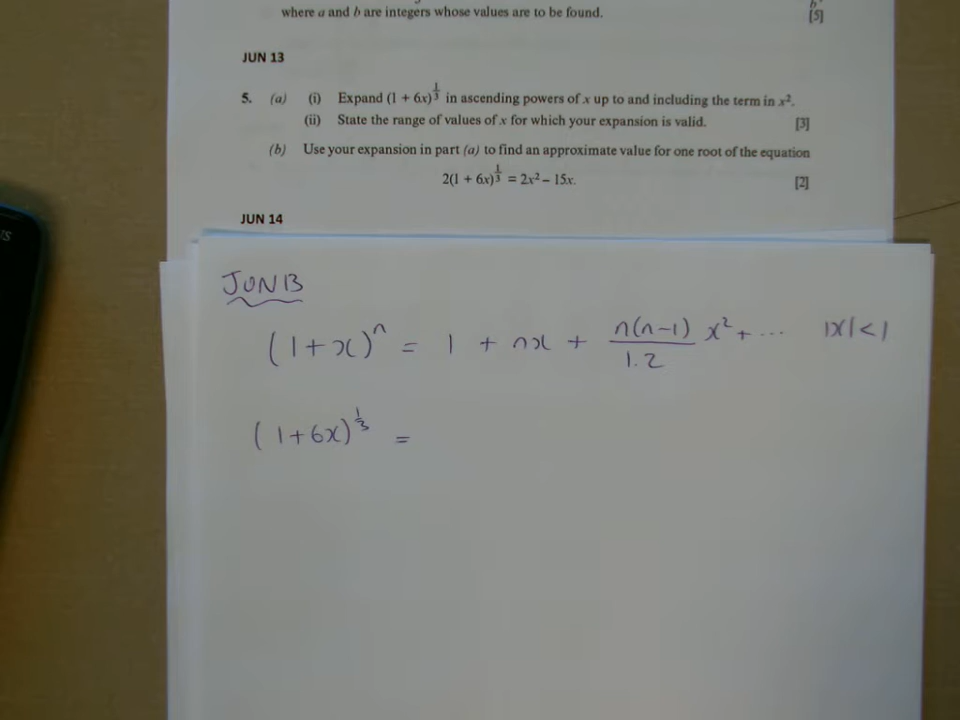 where a and b are integers whose values are to be found.
b
[5]
JUN 13
5. (a) (i) Expand (1 + 6x)^{1/3} in ascending powers of x up to and including the term in x².
(ii) State the range of values of x for which your expansion is valid. [3]
(b) Use your expansion in part (a) to find an approximate value for one root of the equation
2(1 + 6x)^{1/3} = 2x² – 15x. [2]
JUN 14
JUN13
(1+x)^n = 1 + nx + n(n-1)/1.2 x² + ... |x|<1
(1+6x)^{1/3} =